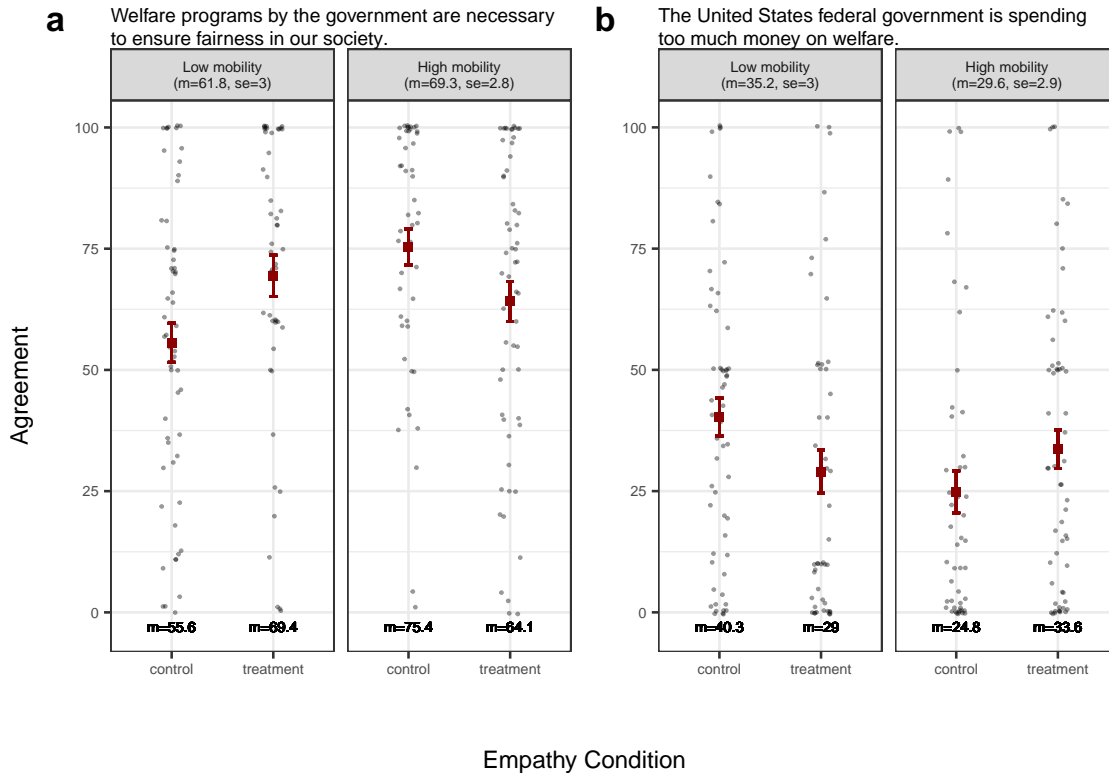 a
Welfare programs by the government are necessary
to ensure fairness in our society.
Low mobility
(m=61.8, se=3)
High mobility
(m=69.3, se=2.8)
100
75
50
25
0
m=55.6
m=69.4
m=75.4
m=64.1
control
treatment
control
treatment
b
The United States federal government is spending
too much money on welfare.
Low mobility
(m=35.2, se=3)
High mobility
(m=29.6, se=2.9)
100
75
50
25
0
m=40.3
m=29
m=24.8
m=33.6
control
treatment
control
treatment
Agreement
Empathy Condition